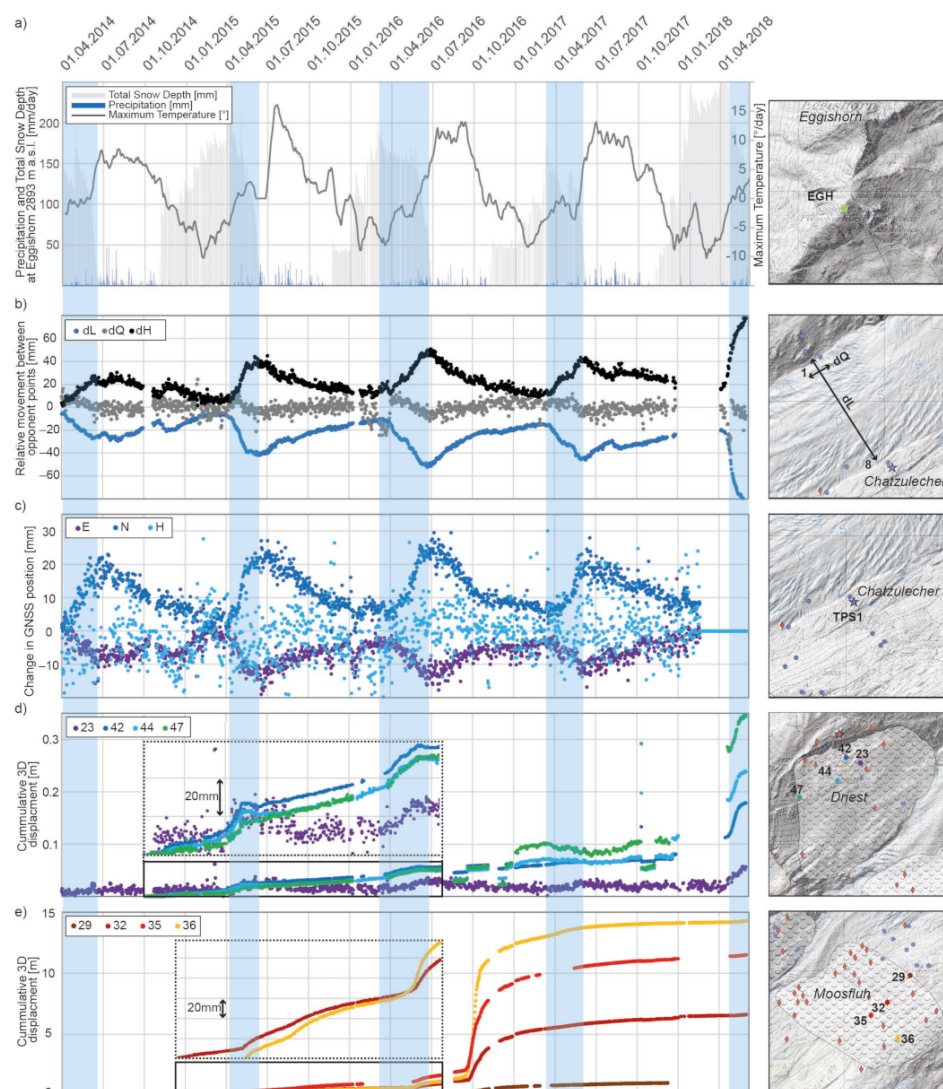 a)
01.04.2014
01.07.2014
01.10.2014
01.01.2015
01.04.2015
01.07.2015
01.10.2015
01.01.2016
01.04.2016
01.07.2016
01.10.2016
01.01.2017
01.04.2017
01.07.2017
01.10.2017
01.01.2018
01.04.2018
Precipitation and Total Snow Depth
at Eggishorn 2893 m a.s.l. [mm/day]
200
150
100
50
Total Snow Depth [mm]
Precipitation [mm]
Maximum Temperature [°]
15
10
5
0
-5
-10
Maximum Temperature [°/day]
Eggishorn
EGH
b)
Relative movement between
opponent points [mm]
60
40
20
0
−20
−40
−60
dL dQ dH
1
dQ
dL
8
Chatzulecher
c)
Change in GNSS position [mm]
30
20
10
0
−10
E N H
Chatzulecher
TPS1
d)
Cummulative 3D
displacment [m]
0.3
0.2
0.1
23 42 44 47
20mm
42
23
44
47
Dnest
e)
Cummulative 3D
displacment [m]
15
10
5
29 32 35 36
20mm
Moosfluh
29
32
35
36